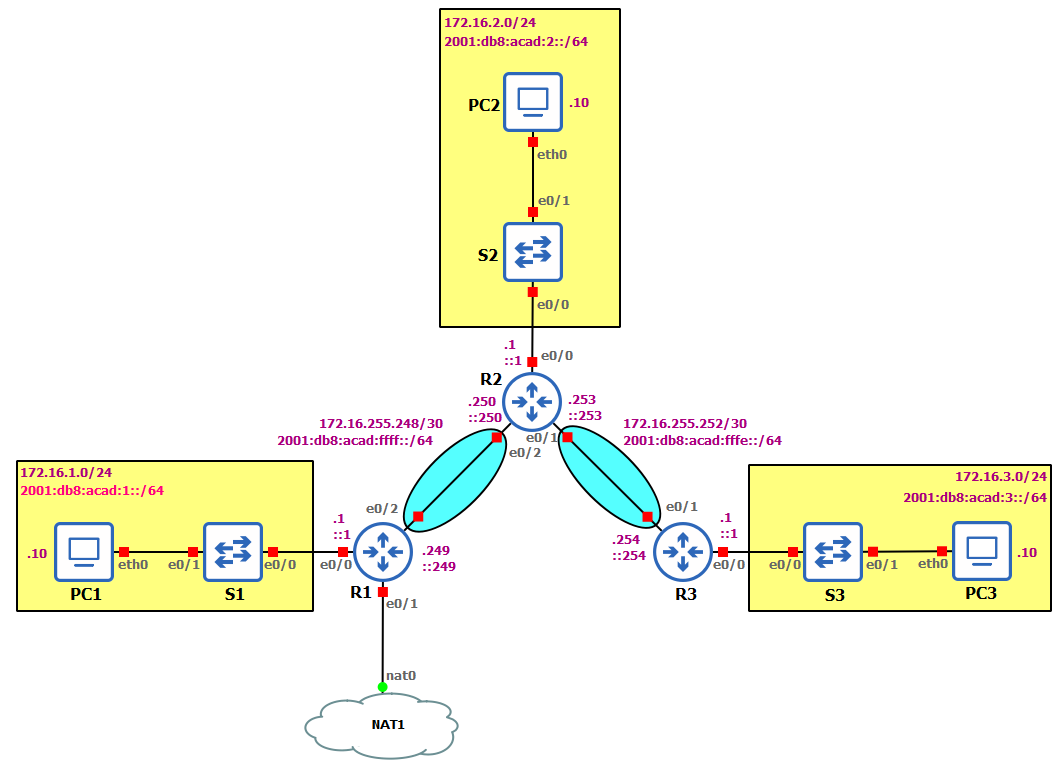 172.16.2.0/24
2001:db8:acad:2::/64
PC2
.10
eth0
e0/1
S2
e0/0
.1
::1
e0/0
R2
.250
::250
.253
::253
172.16.255.248/30
2001:db8:acad:ffff::/64
172.16.255.252/30
2001:db8:acad:fffe::/64
e0/1
e0/2
172.16.1.0/24
2001:db8:acad:1::/64
.10
PC1
eth0
e0/1
S1
e0/0
.1
::1
e0/0
e0/2
.249
::249
R1
e0/1
nat0
NAT1
e0/1
.254
::254
.1
::1
R3
e0/0
172.16.3.0/24
2001:db8:acad:3::/64
e0/0
S3
e0/1
eth0
PC3
.10